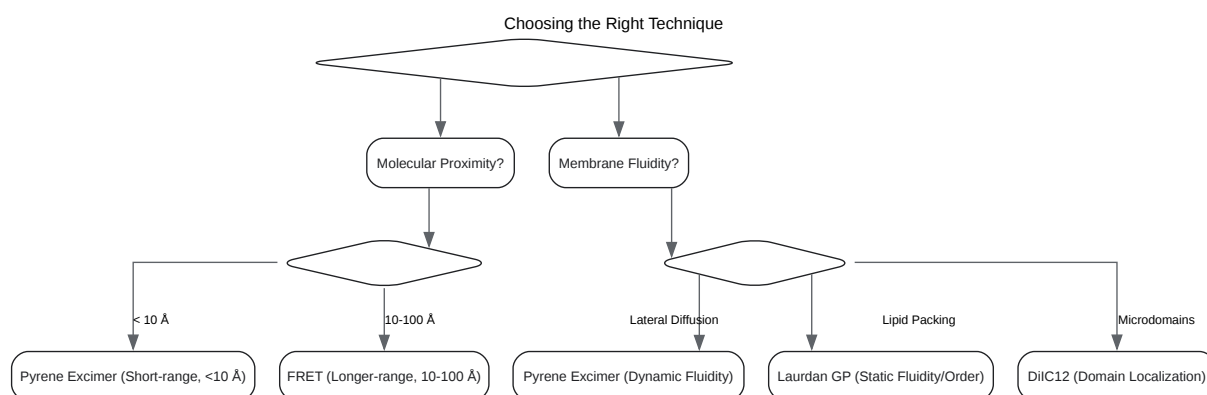 Choosing the Right Technique
Molecular Proximity?
Membrane Fluidity?
< 10 Å
10-100 Å
Lateral Diffusion
Lipid Packing
Microdomains
Pyrene Excimer (Short-range, <10 Å)
FRET (Longer-range, 10-100 Å)
Pyrene Excimer (Dynamic Fluidity)
Laurdan GP (Static Fluidity/Order)
DiIC12 (Domain Localization)